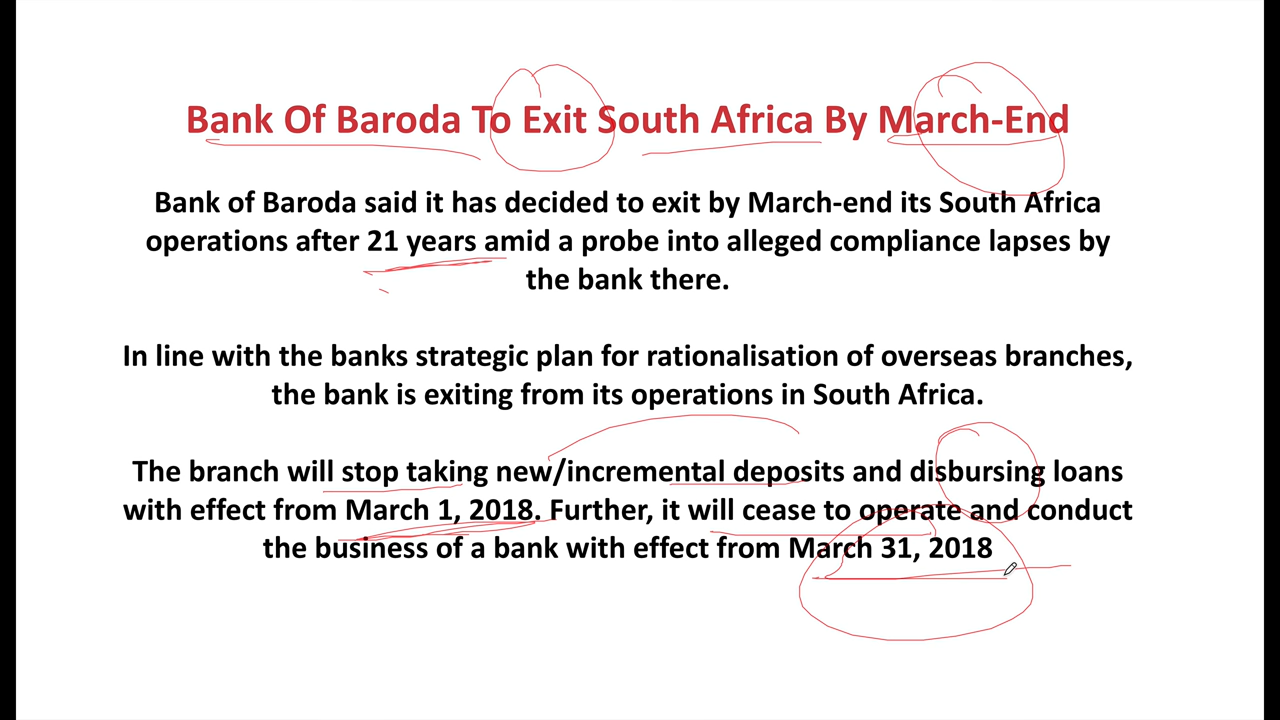 Bank Of Baroda To Exit South Africa By March-End
Bank of Baroda said it has decided to exit by March-end its South Africa
operations after 21 years amid a probe into alleged compliance lapses by
the bank there.
In line with the banks strategic plan for rationalisation of overseas branches,
the bank is exiting from its operations in South Africa.
The branch will stop taking new/incremental deposits and disbursing loans
with effect from March 1, 2018. Further, it will cease to operate and conduct
the business of a bank with effect from March 31, 2018